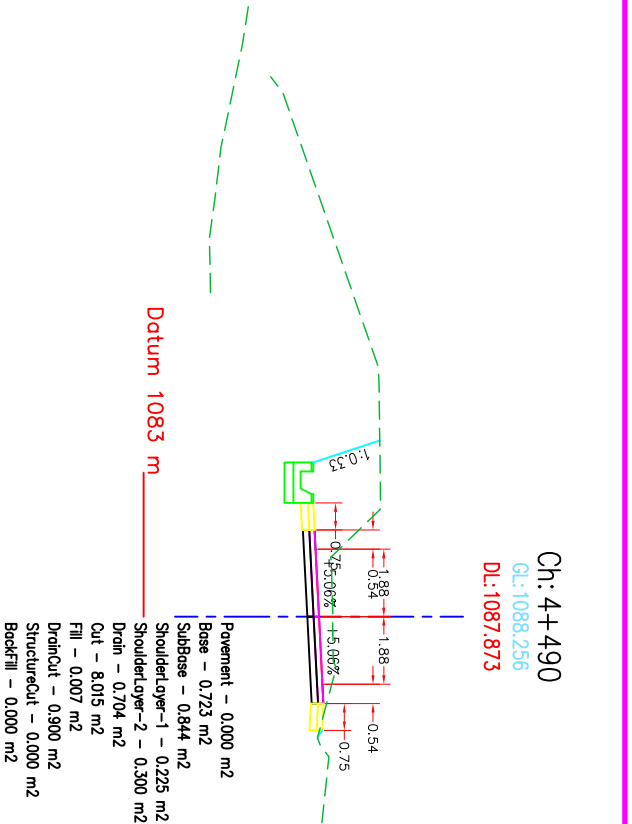 Ch: 4+490
GL:1088.256
DL:1087.873
1.88
1.88
0.54
0.54
0.75
0.75
+5.06%
+5.06%
1:0.33
Datum 1083 m
Pavement - 0.000 m2
Base - 0.723 m2
SubBase - 0.844 m2
ShoulderLayer-1 - 0.225 m2
ShoulderLayer-2 - 0.300 m2
Drain - 0.704 m2
Cut - 8.015 m2
Fill - 0.007 m2
DrainCut - 0.900 m2
StructureCut - 0.000 m2
BackFill - 0.000 m2